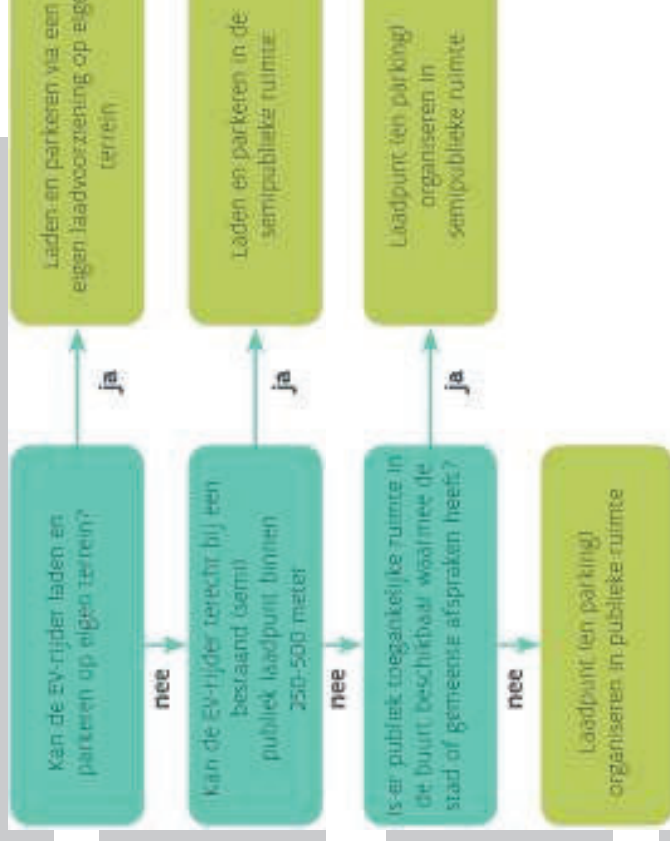 Kan de EV-rijder laden en
parkeren op eigen terrein?
ja
Laden en parkeren via een
eigen laadvoorziening op eige
terrein
nee
Kan de EV-rijder terecht bij een
bestaand (semi)
publiek laadpunt binnen
250-500 meter
ja
Laden en parkeren in de
semipublieke ruimte
nee
Is er publiek toegankelijke ruimte in
de buurt beschikbaar waarmee de
stad of gemeense afspraken heeft?
ja
Laadpunt (en parking)
organiseren in
semipublieke ruimte
nee
Laadpunt (en parking)
organiseren in publieke ruimte